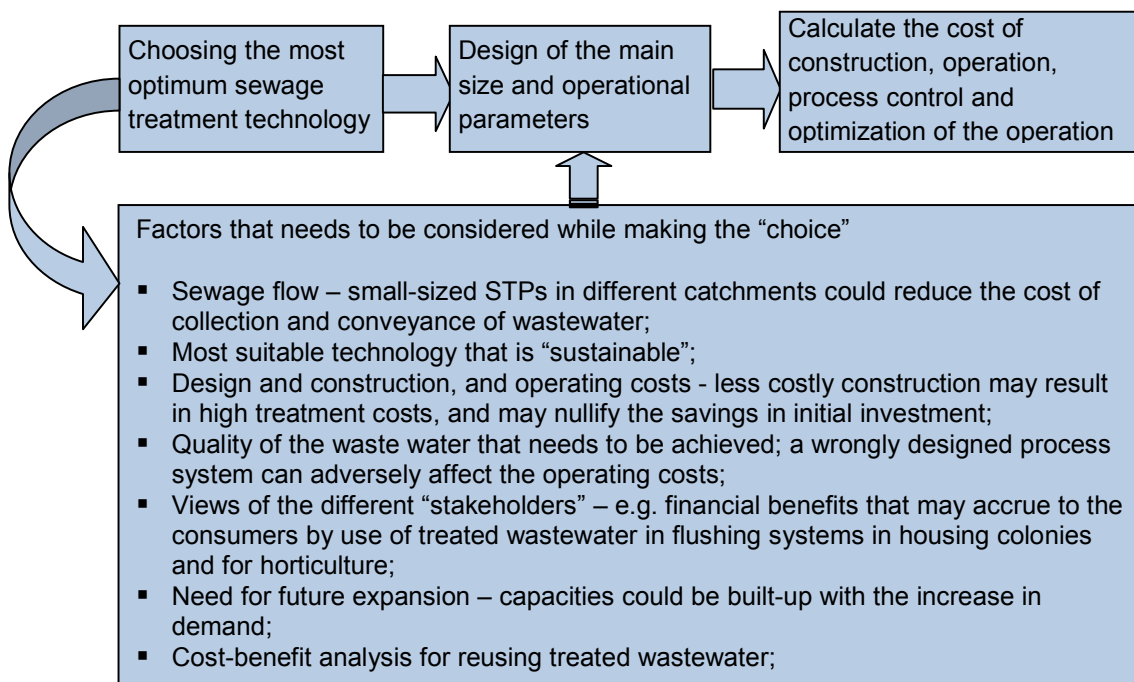 Choosing the most
optimum sewage
treatment technology
Design of the main
size and operational
parameters
Calculate the cost of
construction, operation,
process control and
optimization of the operation
Factors that needs to be considered while making the “choice”
▪ Sewage flow – small-sized STPs in different catchments could reduce the cost of
collection and conveyance of wastewater;
▪ Most suitable technology that is “sustainable”;
▪ Design and construction, and operating costs - less costly construction may result
in high treatment costs, and may nullify the savings in initial investment;
▪ Quality of the waste water that needs to be achieved; a wrongly designed process
system can adversely affect the operating costs;
▪ Views of the different “stakeholders” – e.g. financial benefits that may accrue to the
consumers by use of treated wastewater in flushing systems in housing colonies
and for horticulture;
▪ Need for future expansion – capacities could be built-up with the increase in
demand;
▪ Cost-benefit analysis for reusing treated wastewater;